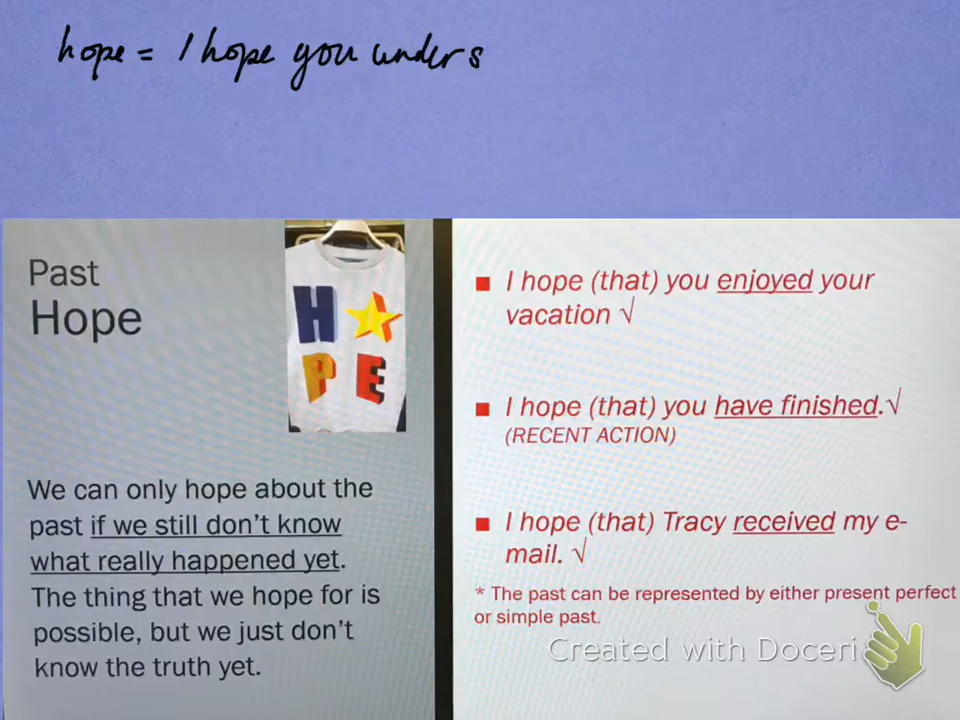 hope = I hope you unders
Past
Hope
H PE
We can only hope about the
past if we still don't know
what really happened yet.
The thing that we hope for is
possible, but we just don't
know the truth yet.
■ I hope (that) you enjoyed your
vacation √
■ I hope (that) you have finished.√
(RECENT ACTION)
■ I hope (that) Tracy received my e-
mail. √
* The past can be represented by either present perfect
or simple past.
Created with Doceri